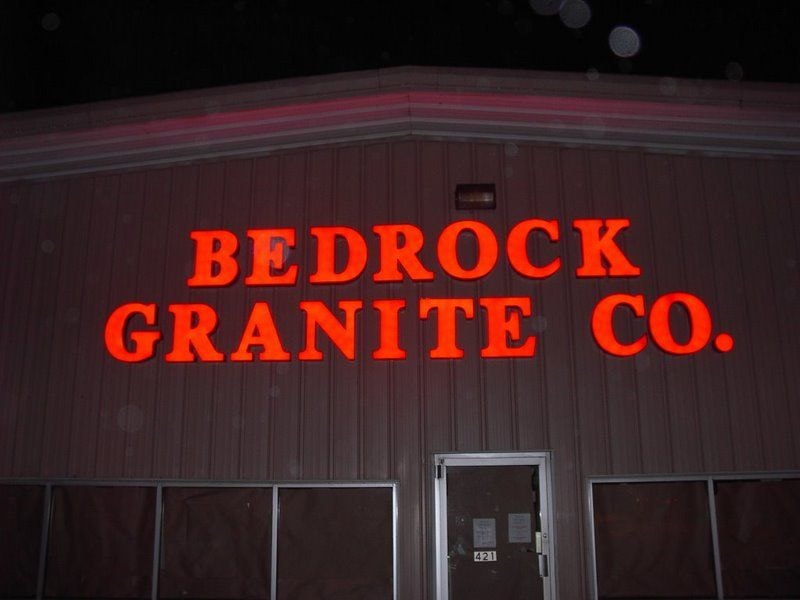 BEDROCK
GRANITE CO.
421